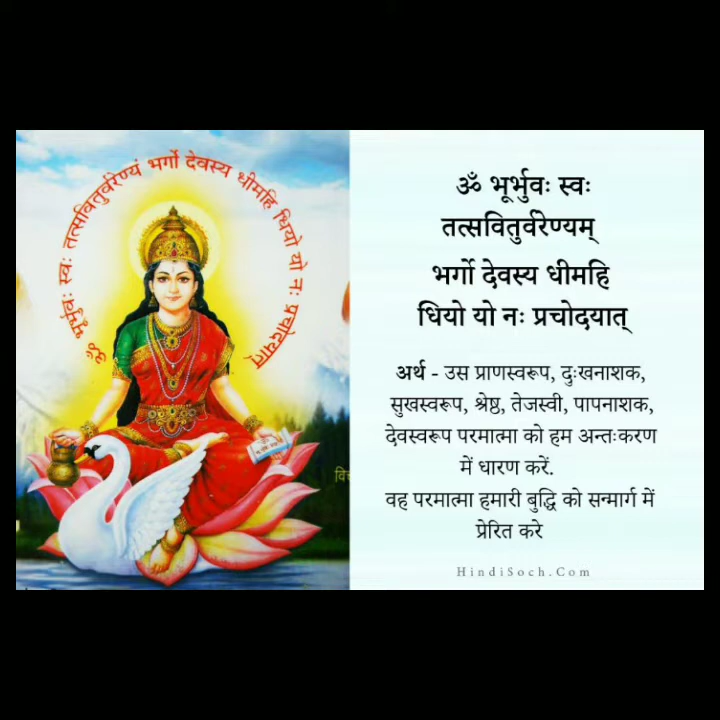 ॐ भूर्भुवः स्वः तत्सवितुर्वरेण्यं भर्गो देवस्य धीमहि धियो यो नः प्रचोदयात्
ॐ भूर्भुवः स्वः
तत्सवितुर्वरेण्यम्
भर्गो देवस्य धीमहि
धियो यो नः प्रचोदयात्
अर्थ - उस प्राणस्वरूप, दुःखनाशक,
सुखस्वरूप, श्रेष्ठ, तेजस्वी, पापनाशक,
देवस्वरूप परमात्मा को हम अन्तःकरण
में धारण करें.
वह परमात्मा हमारी बुद्धि को सन्मार्ग में
प्रेरित करे
HindiSoch.Com